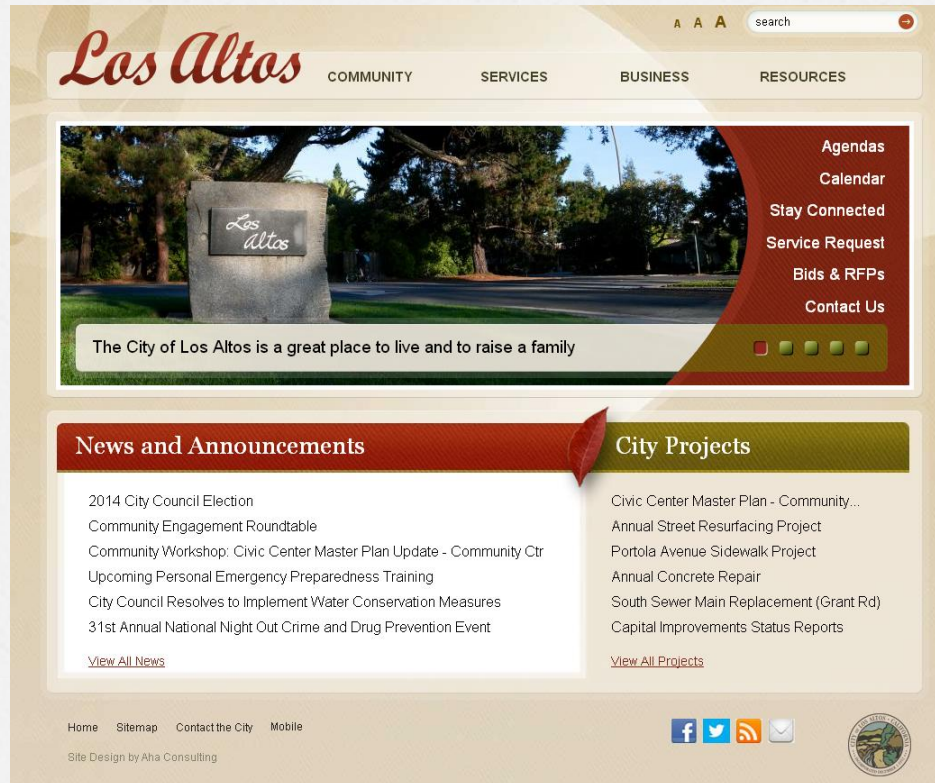 A A A search
Los Altos
COMMUNITY SERVICES BUSINESS RESOURCES
Los
Altos
Agendas
Calendar
Stay Connected
Service Request
Bids & RFPs
Contact Us
The City of Los Altos is a great place to live and to raise a family
News and Announcements
2014 City Council Election
Community Engagement Roundtable
Community Workshop: Civic Center Master Plan Update - Community Ctr
Upcoming Personal Emergency Preparedness Training
City Council Resolves to Implement Water Conservation Measures
31st Annual National Night Out Crime and Drug Prevention Event
View All News
City Projects
Civic Center Master Plan - Community...
Annual Street Resurfacing Project
Portola Avenue Sidewalk Project
Annual Concrete Repair
South Sewer Main Replacement (Grant Rd)
Capital Improvements Status Reports
View All Projects
Home Sitemap Contact the City Mobile
Site Design by Aha Consulting